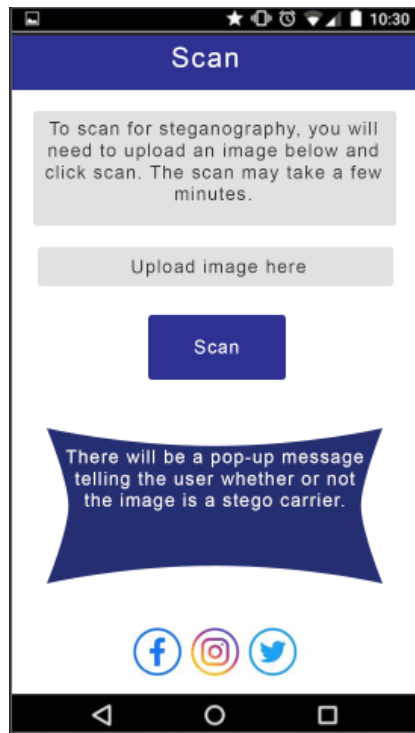 10:30
Scan
To scan for steganography, you will
need to upload an image below and
click scan. The scan may take a few
minutes.
Upload image here
Scan
There will be a pop-up message
telling the user whether or not
the image is a stego carrier.